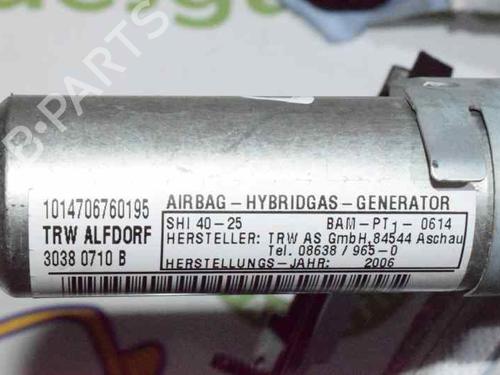 B-PARTS
1014706760195
TRW ALFDORF
3038 0710 B
AIRBAG - HYBRIDGAS - GENERATOR
SHI 40-25 BAM-PT1-0614
HERSTELLER: TRW AS GmbH, 84544 Aschau
Tel. 08638 / 965-0
HERSTELLUNGS - JAHR: 2006